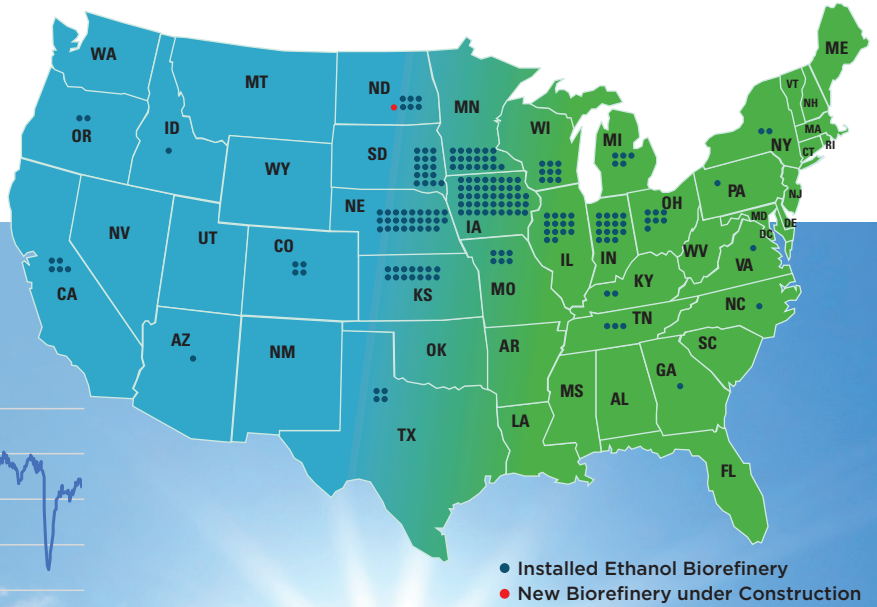 WA
ME
MT
ND
VT
MN
NH
OR
ID
WI
MI
MA
NY
CT
RI
SD
WY
PA
NE
OH
NJ
IA
MD
DE
NV
UT
CO
IL
IN
WV
DC
VA
CA
KS
MO
KY
NC
TN
AZ
NM
OK
AR
SC
GA
MS
AL
LA
TX
FL
Installed Ethanol Biorefinery
New Biorefinery under Construction